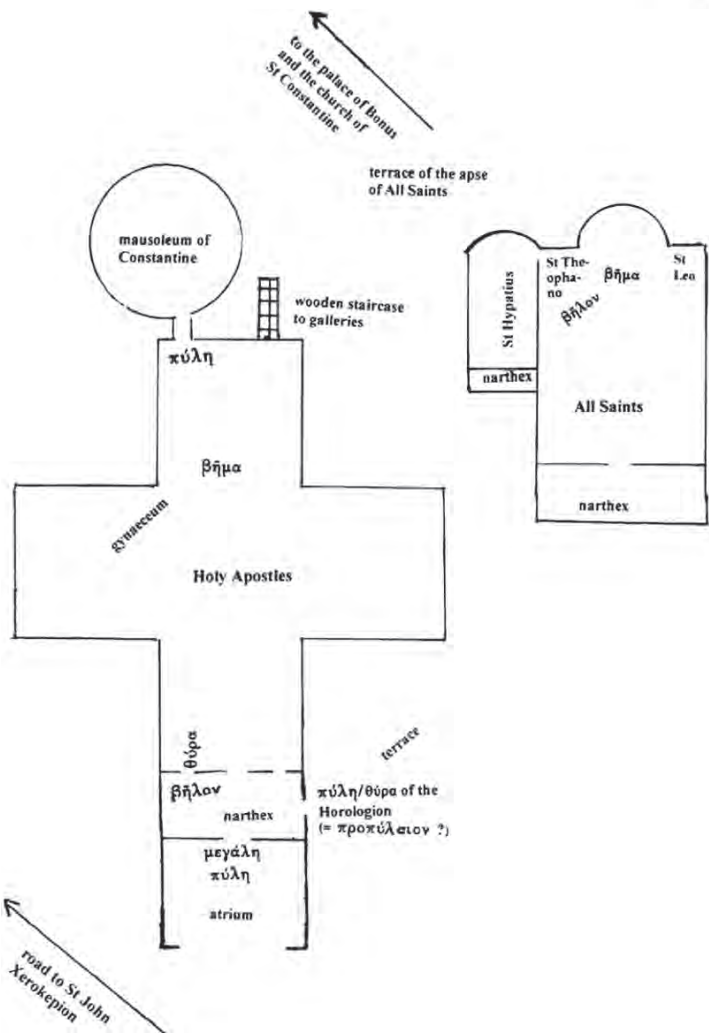 to the palace of Bonus
and the church of
St Constantine
terrace of the apse
of All Saints
mausoleum of
Constantine
wooden staircase
to galleries
πύλη
St Hypatius
narthex
St The-
opha-
no
βῆμα
St
Leo
βῆλον
All Saints
narthex
βῆμα
gynaeceum
Holy Apostles
θύρα
terrace
βῆλον
narthex
πύλη/θύρα of the
Horologion
(= προπύλαιον ?)
μεγάλη
πύλη
atrium
road to St John
Xerokepion